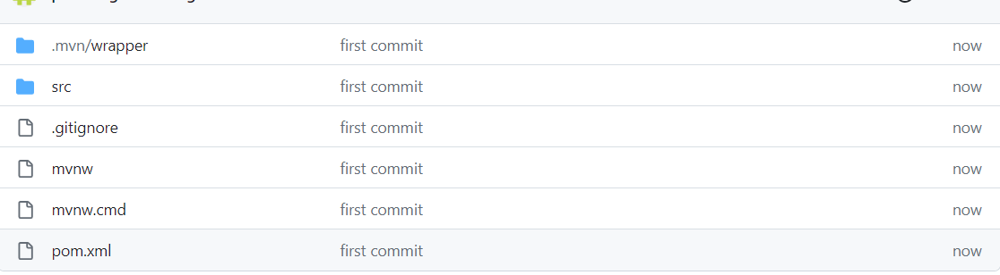 .mvn/wrapper first commit now
src first commit now
.gitignore first commit now
mvnw first commit now
mvnw.cmd first commit now
pom.xml first commit now